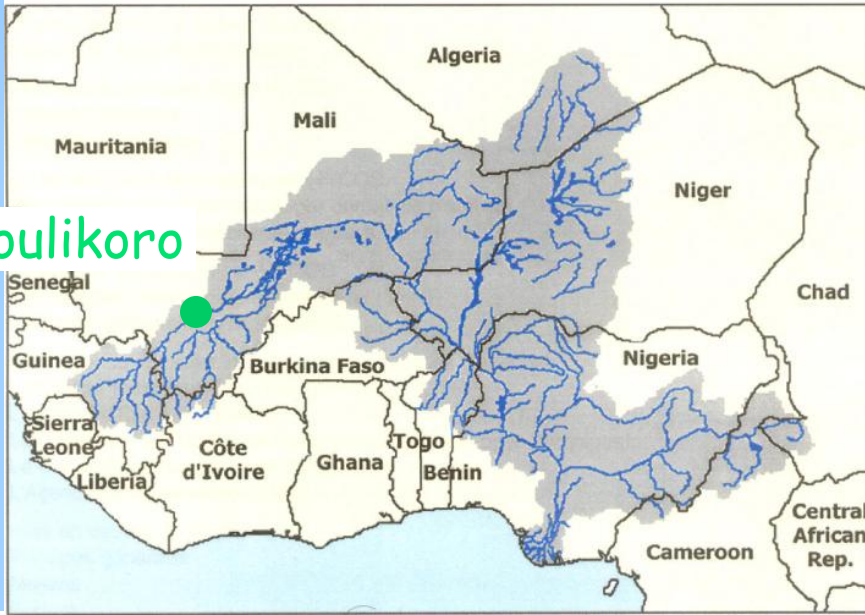 Algeria
Mali
Mauritania
Niger
oulikoro
Senegal
Chad
Guinea
Nigeria
Burkina Faso
Sierra
Leone
Côte
d'Ivoire
Togo
Ghana
Benin
Liberia
Central
African
Rep.
Cameroon